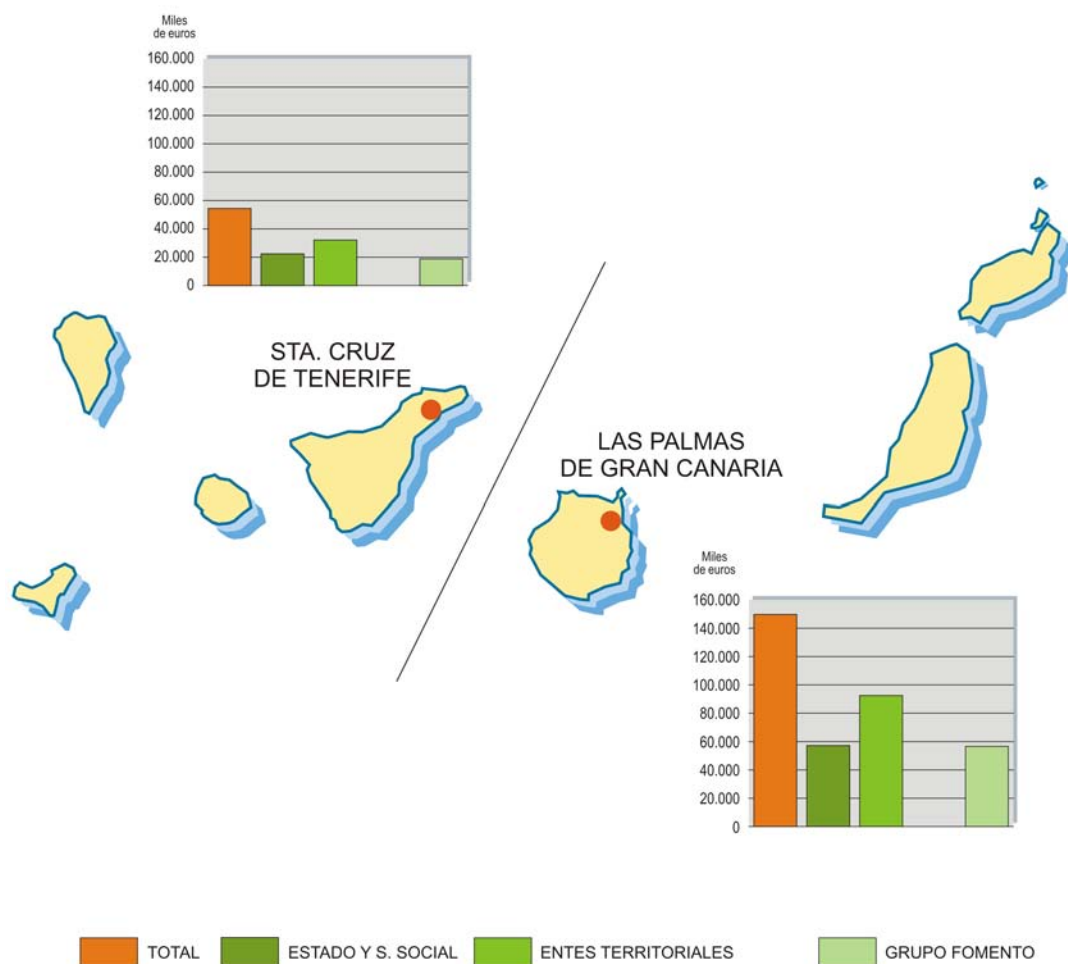 Miles
de euros
160.000
140.000
120.000
100.000
80.000
60.000
40.000
20.000
0
STA. CRUZ
DE TENERIFE
LAS PALMAS
DE GRAN CANARIA
Miles
de euros
160.000
140.000
120.000
100.000
80.000
60.000
40.000
20.000
0
TOTAL ESTADO Y S. SOCIAL ENTES TERRITORIALES GRUPO FOMENTO